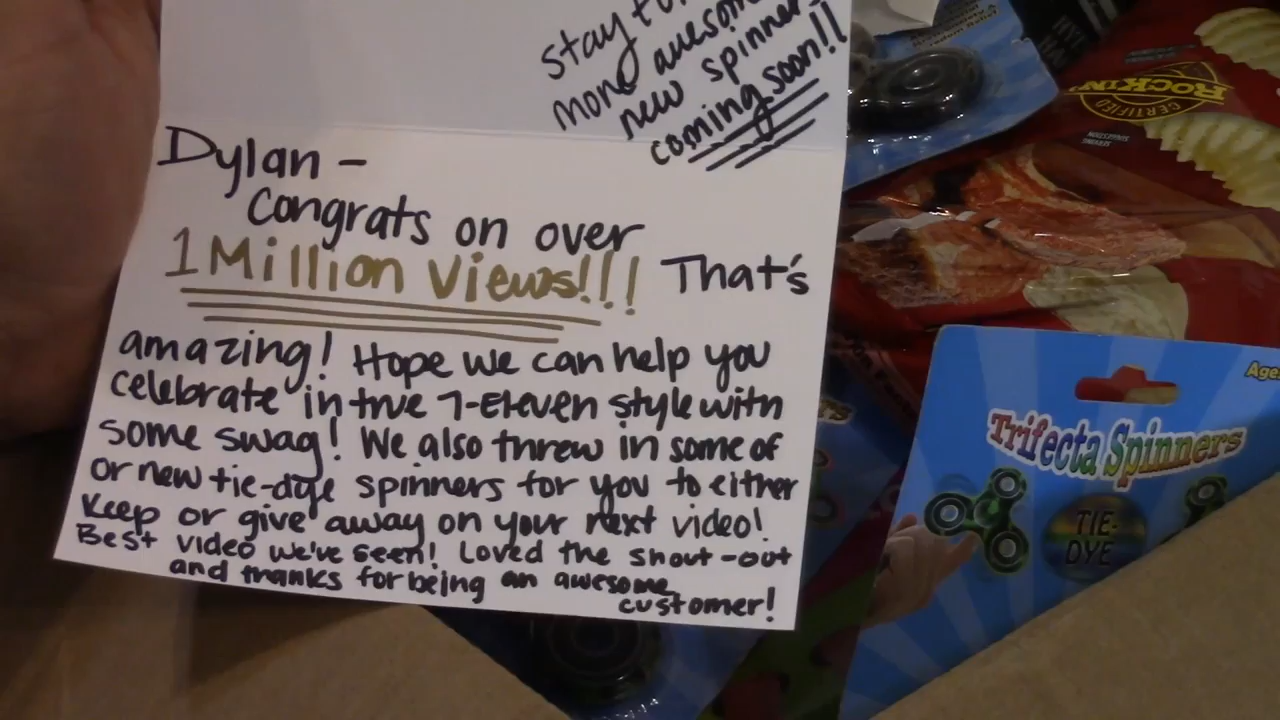 stay
more awesome
new spinner
coming soon!!
Dylan -
Congrats on over
1 Million Views!!! That's
amazing! Hope we can help you
celebrate in true 7-Eleven style with
some swag! We also threw in some of
or new tie-dye spinners for you to either
keep or give away on your next video!
Best video we've seen! Loved the shout-out
and thanks for being an awesome
customer!
CERTIFIED
ROCKIN'
Ages
Trifecta Spinners
TIE-
DYE